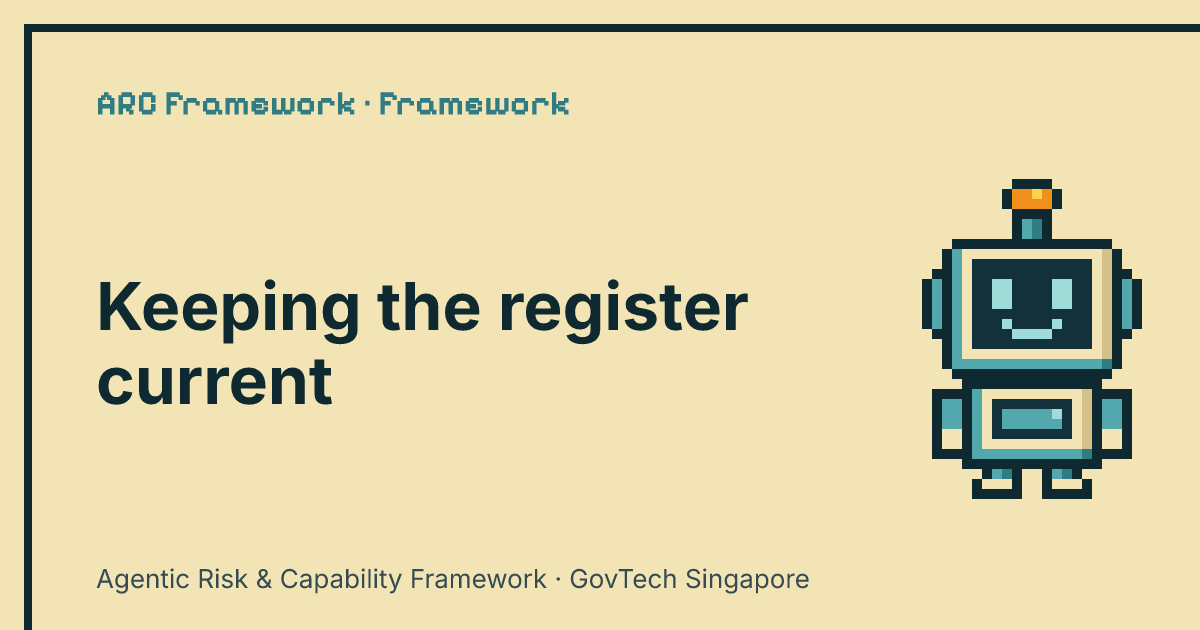 ARC Framework · Framework
Keeping the register
current
Agentic Risk & Capability Framework · GovTech Singapore